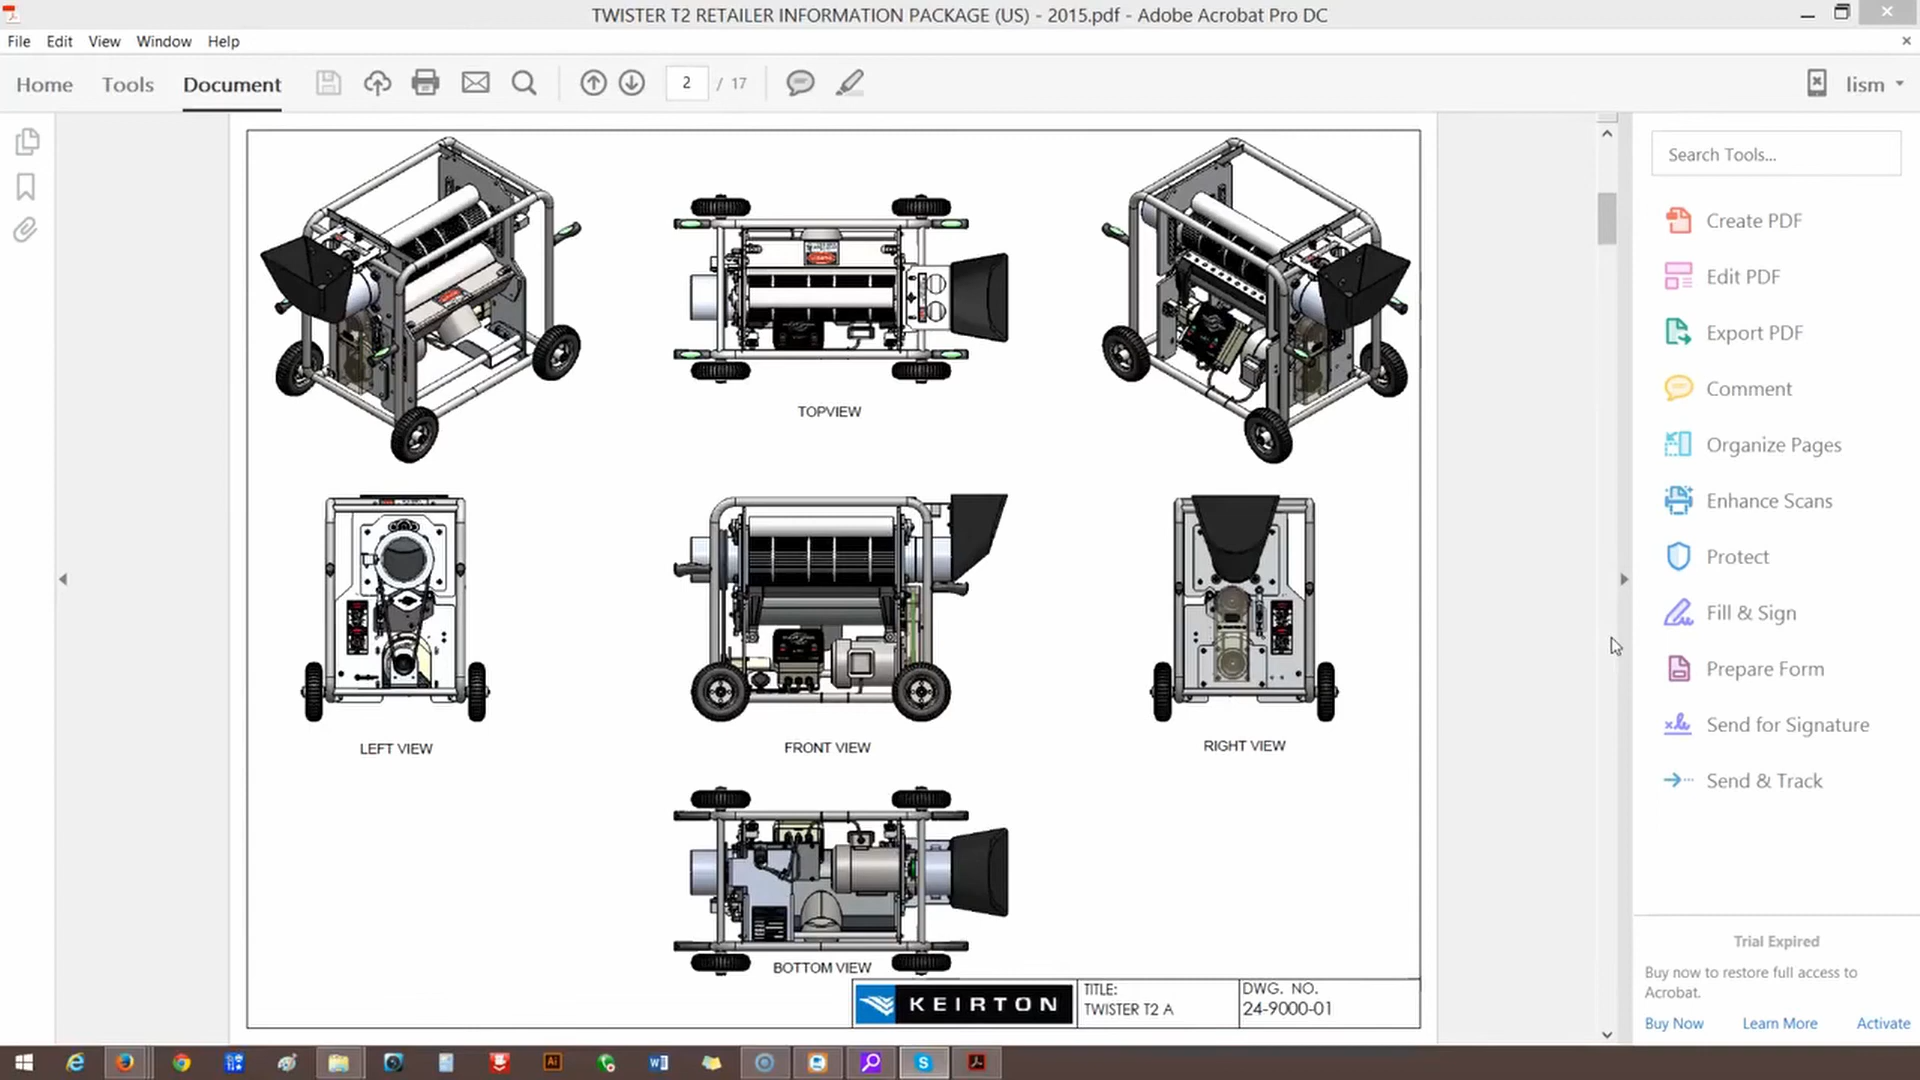 TWISTER T2 RETAILER INFORMATION PACKAGE (US) - 2015.pdf - Adobe Acrobat Pro DC
File Edit View Window Help
Home Tools Document 2 / 17 lism
Search Tools...
Create PDF
Edit PDF
Export PDF
Comment
Organize Pages
Enhance Scans
Protect
Fill & Sign
Prepare Form
Send for Signature
Send & Track
Trial Expired
Buy now to restore full access to
Acrobat.
Buy Now Learn More Activate
TOPVIEW
LEFT VIEW
FRONT VIEW
RIGHT VIEW
BOTTOM VIEW
KEIRTON
TITLE:
TWISTER T2 A
DWG. NO.
24-9000-01